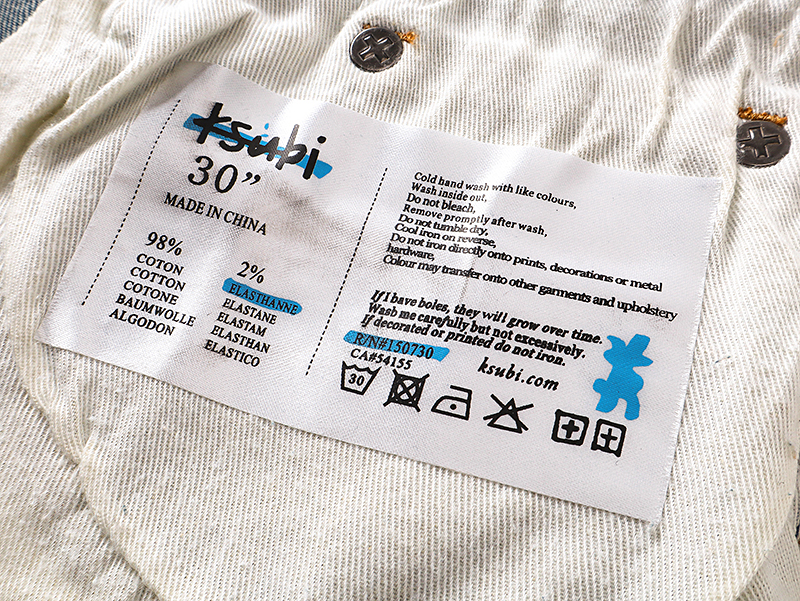 ksubi
30”
MADE IN CHINA
98%
COTON
COTTON
COTONE
BAUMWOLLE
ALGODON
2%
ELASTHANNE
ELASTANE
ELASTAM
ELASTHAN
ELASTICO
Cold hand wash with like colours,
Wash inside out,
Do not bleach,
Remove promptly after wash,
Do not tumble dry,
Cool iron on reverse,
Do not iron directly onto prints, decorations or metal
hardware,
Colour may transfer onto other garments and upholstery
If I have boles, they will grow over time.
Wasb me carefully but not excessively.
If decorated or printed do not iron.
R/N#150730
CA#54155
ksubi.com
30